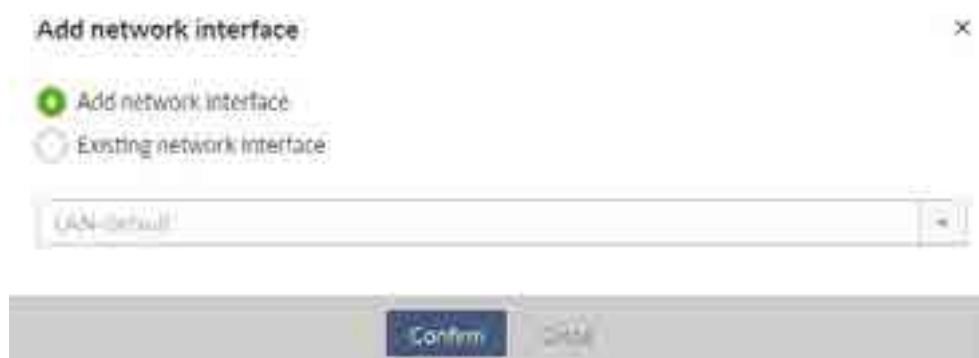 Add network interface
Add network interface
Existing network interface
LAN-default
Confirm